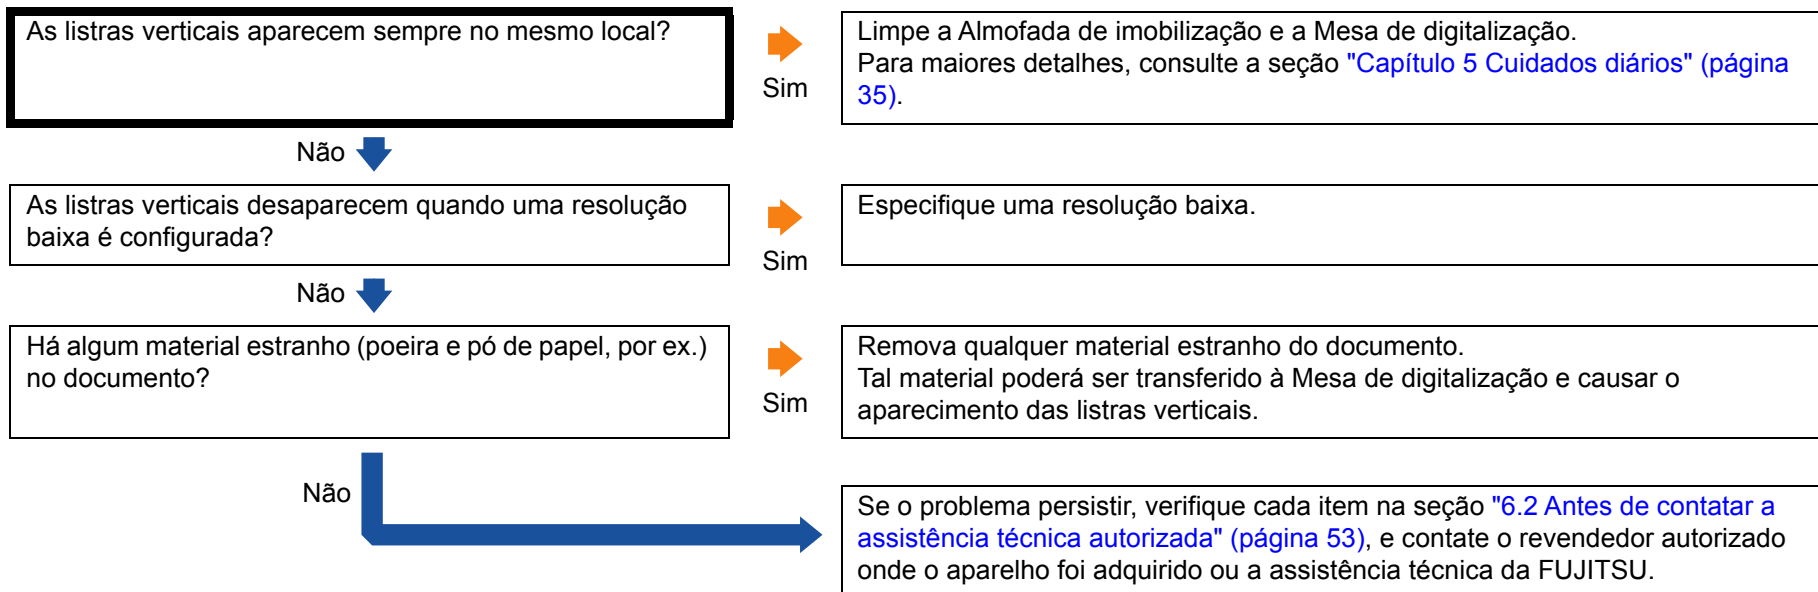 As listras verticais aparecem sempre no mesmo local?
Sim
Limpe a Almofada de imobilização e a Mesa de digitalização.
Para maiores detalhes, consulte a seção "Capítulo 5 Cuidados diários" (página
35).
Não
As listras verticais desaparecem quando uma resolução
baixa é configurada?
Sim
Especifique uma resolução baixa.
Não
Há algum material estranho (poeira e pó de papel, por ex.)
no documento?
Sim
Remova qualquer material estranho do documento.
Tal material poderá ser transferido à Mesa de digitalização e causar o
aparecimento das listras verticais.
Não
Se o problema persistir, verifique cada item na seção "6.2 Antes de contatar a
assistência técnica autorizada" (página 53), e contate o revendedor autorizado
onde o aparelho foi adquirido ou a assistência técnica da FUJITSU.